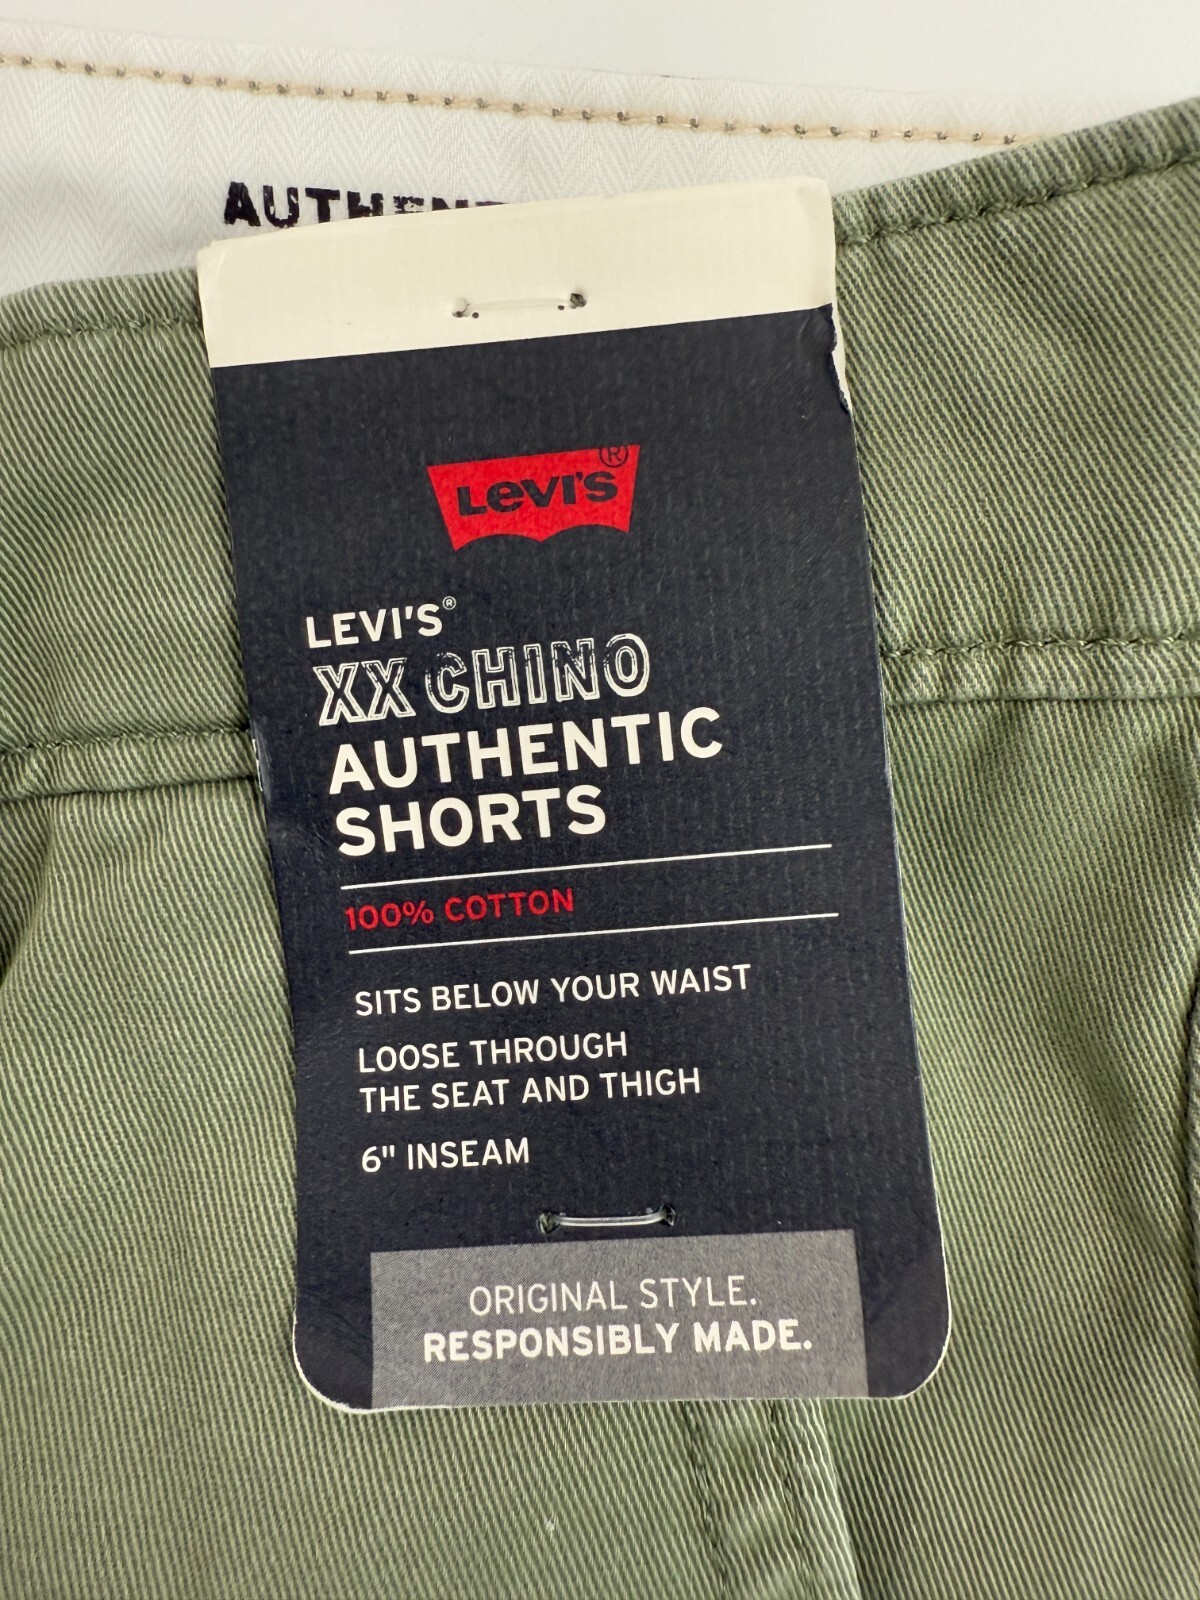 AUTHENT
Levi's®
LEVI'S®
XX CHINO
AUTHENTIC
SHORTS
100% COTTON
SITS BELOW YOUR WAIST
LOOSE THROUGH
THE SEAT AND THIGH
6" INSEAM
ORIGINAL STYLE.
RESPONSIBLY MADE.